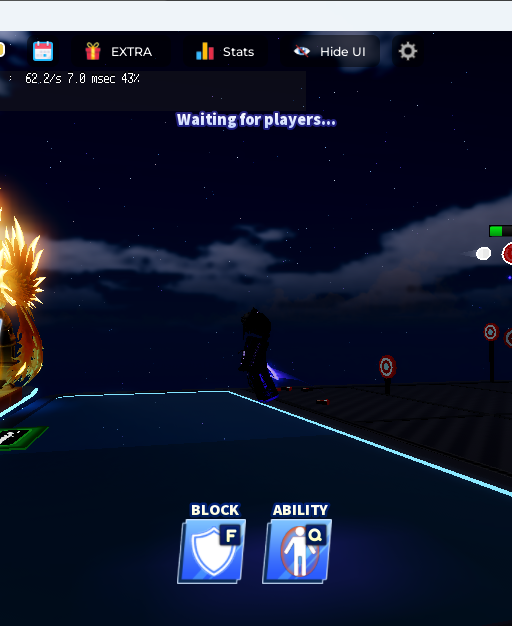 EXTRA
Stats
Hide UI
: 62.2/s 7.0 msec 43%
Waiting for players...
BLOCK
ABILITY
F
Q